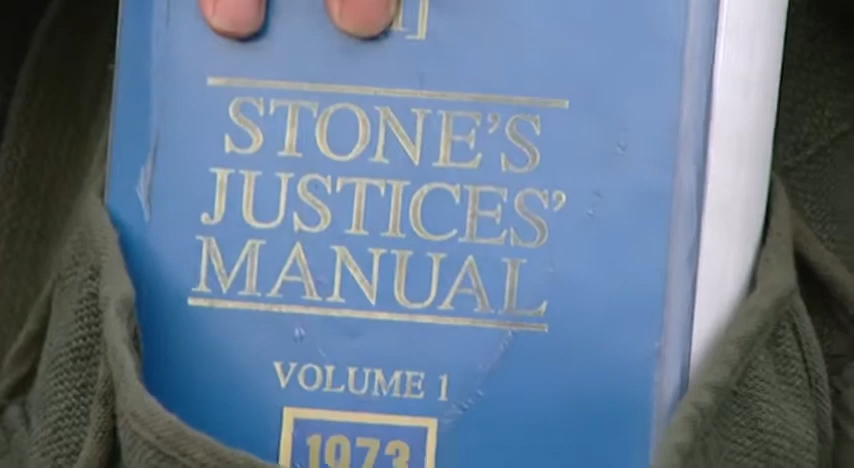 STONE'S
JUSTICES'
MANUAL
VOLUME 1
1973